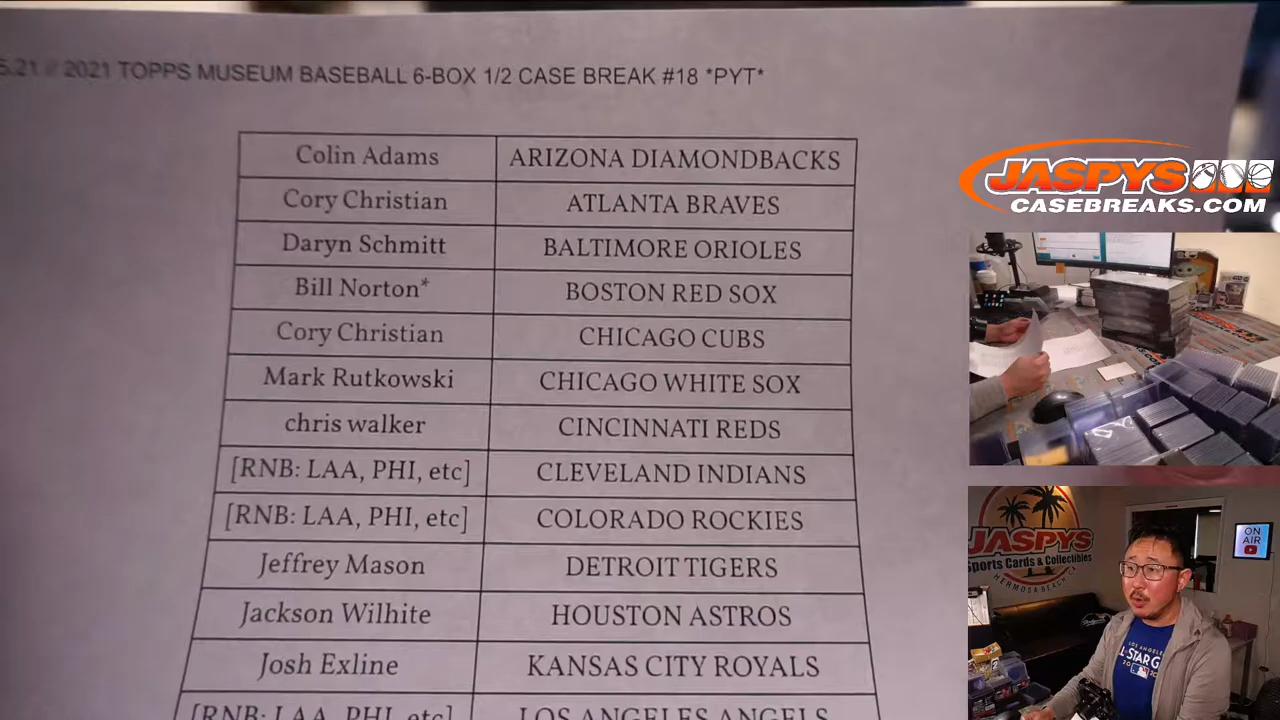 5.21 // 2021 TOPPS MUSEUM BASEBALL 6-BOX 1/2 CASE BREAK #18 *PYT*
Colin Adams ARIZONA DIAMONDBACKS
Cory Christian ATLANTA BRAVES
Daryn Schmitt BALTIMORE ORIOLES
Bill Norton* BOSTON RED SOX
Cory Christian CHICAGO CUBS
Mark Rutkowski CHICAGO WHITE SOX
chris walker CINCINNATI REDS
[RNB: LAA, PHI, etc] CLEVELAND INDIANS
[RNB: LAA, PHI, etc] COLORADO ROCKIES
Jeffrey Mason DETROIT TIGERS
Jackson Wilhite HOUSTON ASTROS
Josh Exline KANSAS CITY ROYALS
[RNB: LAA, PHI, etc] LOS ANGELES ANGELS
JASPYS
CASEBREAKS.COM
JASPYS
Sports Cards & Collectibles
HERMOSA BEACH CA
ON
AIR
LOS ANGELES